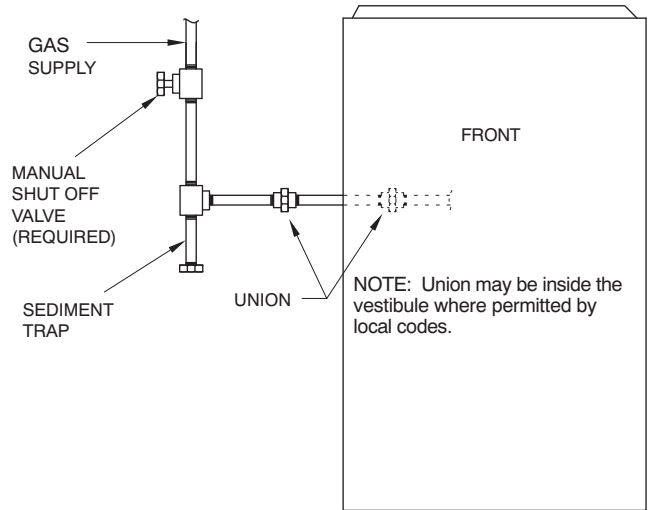 GAS
SUPPLY
FRONT
MANUAL
SHUT OFF
VALVE
(REQUIRED)
SEDIMENT
TRAP
UNION
NOTE: Union may be inside the
vestibule where permitted by
local codes.